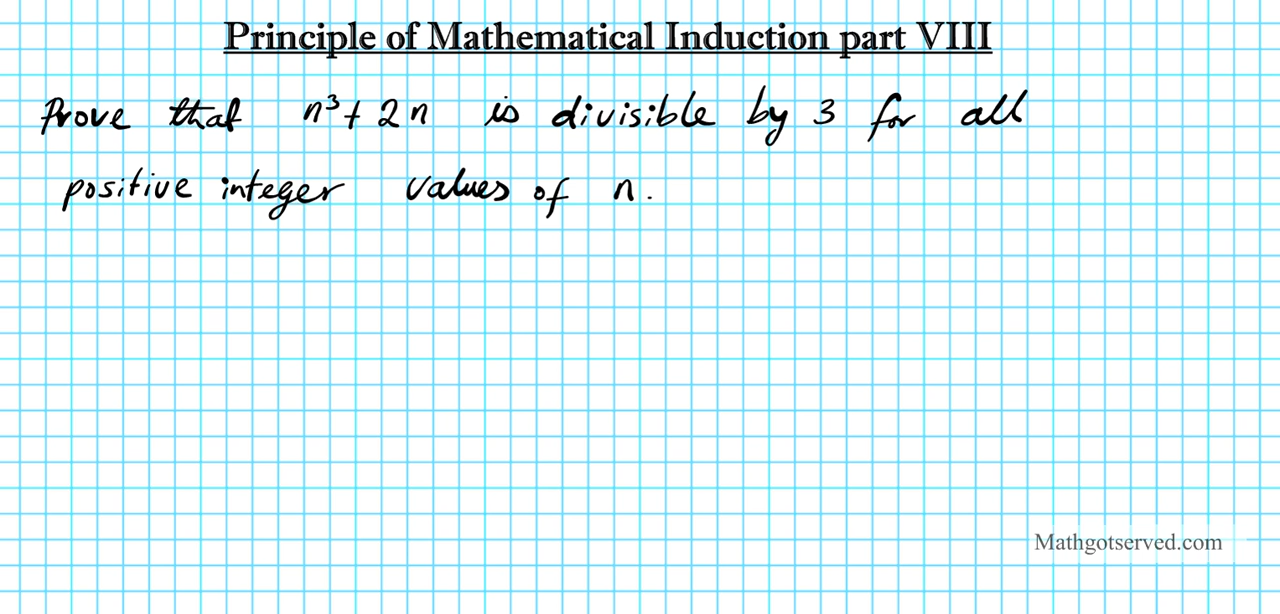 Principle of Mathematical Induction part VIII
Prove that n³+ 2n is divisible by 3 for all
positive integer values of n.
Mathgotserved.com